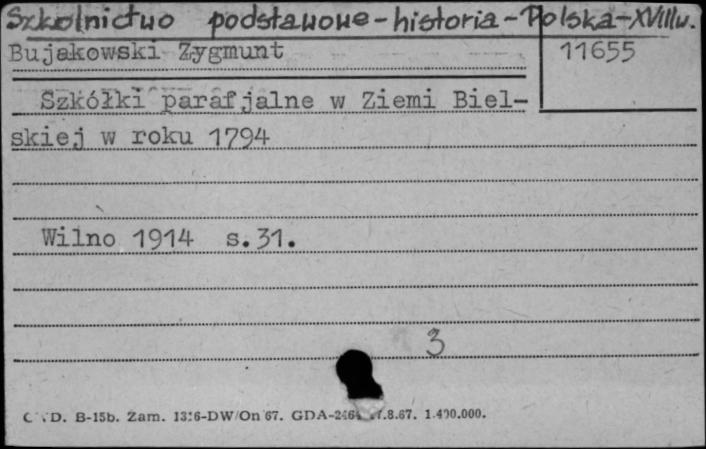 Szkolnictwo podstawowe-historia-Polska-XVIIIw.
Bujakowski Zygmunt 11655
Szkółki parafjalne w Ziemi Biel-
skiej w roku 1794
Wilno 1914 s.31.
3
B-15b. Zam. 1316-DW/On 67. GDA- .8.67. 1.400.000.